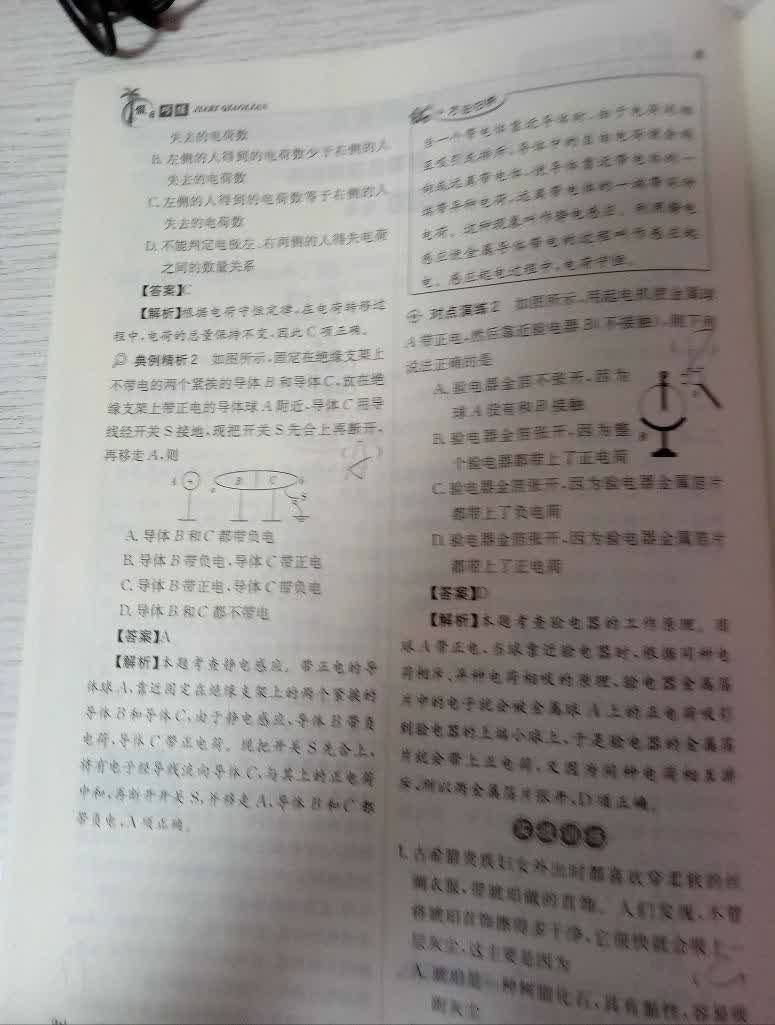 假 巧练 JIAQI QIAOLIAN
失去的电荷数
B. 左侧的人得到的电荷数少于右侧的人
失去的电荷数
C. 左侧的人得到的电荷数等于右侧的人
失去的电荷数
D. 不能判定电板左、右两侧的人得失电荷
之间的数量关系
【答案】C
【解析】根据电荷守恒定律,在电荷转移过
程中,电荷的总量保持不变,因此C项正确。
典例精析2 如图所示,固定在绝缘支架上
不带电的两个紧挨的导体B和导体C,放在绝
缘支架上带正电的导体球A附近,导体C用导
线经开关S接地,现把开关S先合上再断开,
再移走A,则
A B C S
A. 导体B和C都带负电
B. 导体B带负电,导体C带正电
C. 导体B带正电,导体C带负电
D. 导体B和C都不带电
【答案】A
【解析】本题考查静电感应。带正电的导
体球A,靠近固定在绝缘支架上的两个紧挨的
导体B和导体C,由于静电感应,导体B带负
电荷,导体C带正电荷。现把开关S先合上,
将有电子经导线流向导体C,与其上的正电荷
中和,再断开开关S,并移走A,导体B和C都
带负电,A项正确。
方法归纳
当一个带电体靠近导体时,由于电荷间相
互吸引或排斥,导体中的自由电荷便会趋
向或远离带电体,使导体靠近带电体的一
端带异种电荷,远离带电体的一端带同种
电荷。这种现象叫作静电感应。利用静电
感应使金属导体带电的过程叫作感应起
电。感应起电过程中,电荷守恒。
对点演练2 如图所示,用起电机使金属球
A带正电,然后靠近验电器B(不接触),则下列
说法正确的是
A. 验电器金箔不张开,因为
球A没有和B接触
B. 验电器金箔张开,因为整
个验电器都带上了正电荷
C. 验电器金箔张开,因为验电器金属箔片
都带上了负电荷
D. 验电器金箔张开,因为验电器金属箔片
都带上了正电荷
B
【答案】D
【解析】本题考查验电器的工作原理。因
球A带正电,当球靠近验电器时,根据同种电
荷相斥,异种电荷相吸的原理,验电器金属箔
片中的电子就会被金属球A上的正电荷吸引
到验电器的上端小球上,于是验电器的金属箔
片就会带上正电荷,又因为同种电荷相互排
斥,所以两金属箔片张开,D项正确。
实战训练
1. 古希腊贵族妇女外出时都喜欢穿柔软的丝
绸衣服,带琥珀做的首饰。人们发现,不管
将琥珀首饰擦得多干净,它很快就会吸上一
层灰尘,这主要是因为
A. 琥珀是一种树脂化石,具有黏性,容易吸
附灰尘